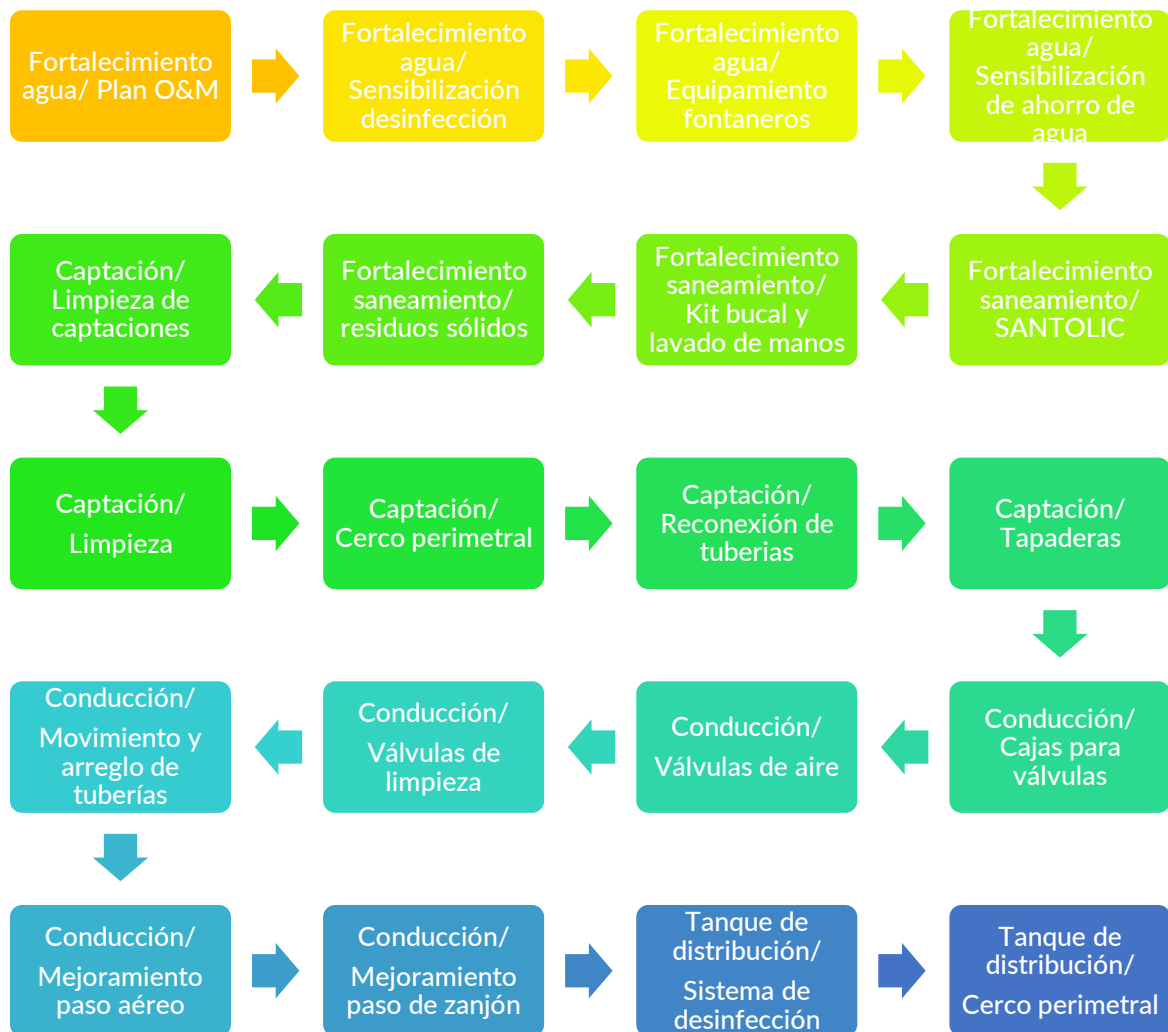 Fortalecimiento
agua/ Plan O&M
Fortalecimiento
agua/
Sensibilización
desinfección
Fortalecimiento
agua/
Equipamiento
fontaneros
Fortalecimiento
agua/
Sensibilización
de ahorro de
agua
Fortalecimiento
saneamiento/
SANTOLIC
Fortalecimiento
saneamiento/
Kit bucal y
lavado de manos
Fortalecimiento
saneamiento/
residuos sólidos
Captación/
Limpieza de
captaciones
Captación/
Limpieza
Captación/
Cerco perimetral
Captación/
Reconexión de
tuberias
Captación/
Tapaderas
Conducción/
Cajas para
válvulas
Conducción/
Válvulas de aire
Conducción/
Válvulas de
limpieza
Conducción/
Movimiento y
arreglo de
tuberías
Conducción/
Mejoramiento
paso aéreo
Conducción/
Mejoramiento
paso de zanjón
Tanque de
distribución/
Sistema de
desinfección
Tanque de
distribución/
Cerco perimetral